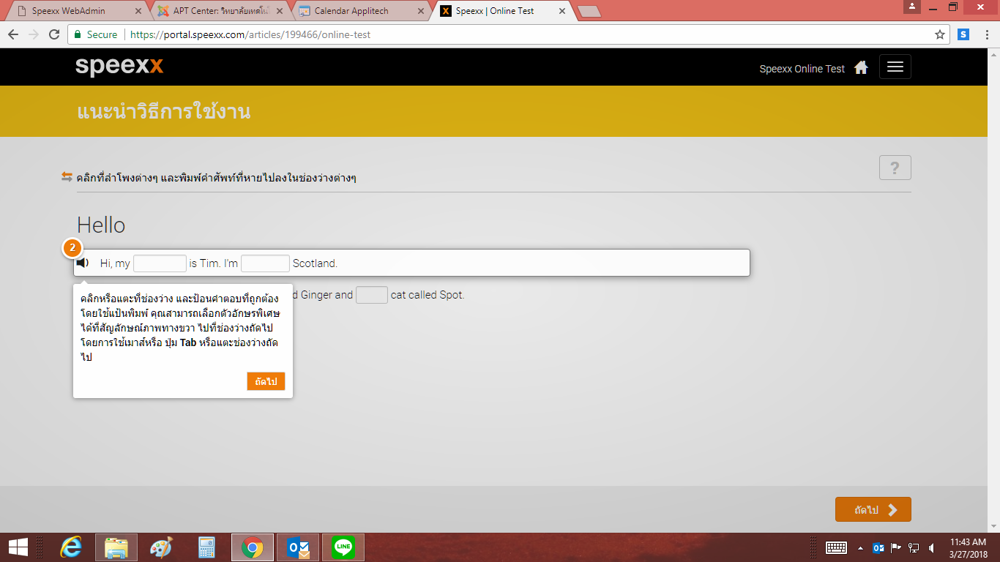 Speexx WebAdmin
APT Center: วิทยาลัยเทคโนโ
Calendar Applitech
Speexx | Online Test
Secure
https://portal.speexx.com/articles/199466/online-test
speexx
Speexx Online Test
แนะนำวิธีการใช้งาน
?
คลิกที่ลำโพงต่างๆ และพิมพ์คำศัพท์ที่หายไปลงในช่องว่างต่างๆ
Hello
2
Hi, my is Tim. I'm Scotland.
d Ginger and cat called Spot.
คลิกหรือแตะที่ช่องว่าง และป้อนคำตอบที่ถูกต้อง
โดยใช้แป้นพิมพ์ คุณสามารถเลือกตัวอักษรพิเศษ
ได้ที่สัญลักษณ์ภาพทางขวา ไปที่ช่องว่างถัดไป
โดยการใช้เมาส์หรือ ปุ่ม Tab หรือแตะช่องว่างถัด
ไป
ถัดไป
ถัดไป
LINE
11:43 AM
3/27/2018